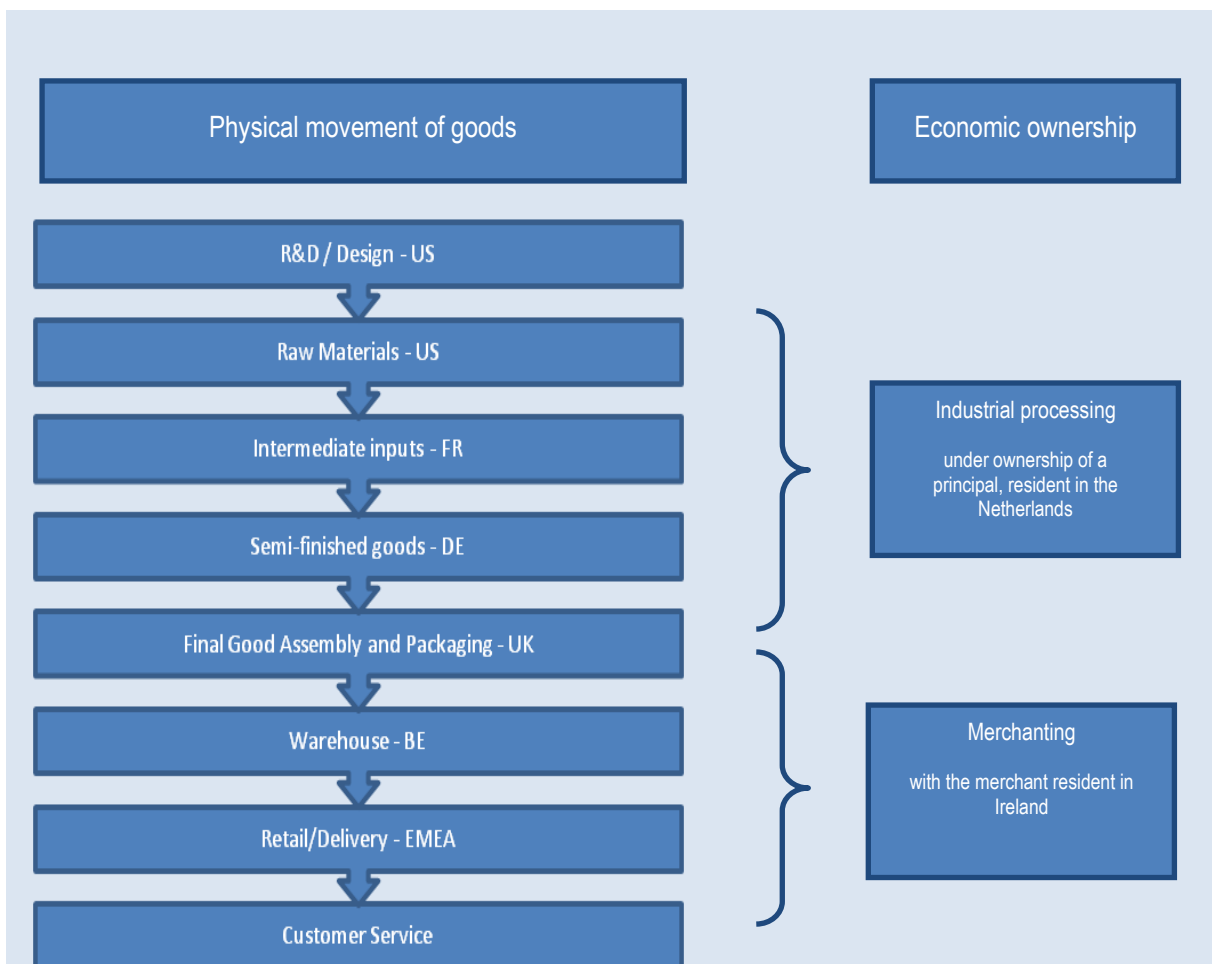 Physical movement of goods
Economic ownership
R&D / Design - US
Raw Materials - US
Intermediate inputs - FR
Semi-finished goods - DE
Final Good Assembly and Packaging - UK
Warehouse - BE
Retail/Delivery - EMEA
Customer Service
Industrial processing
under ownership of a
principal, resident in the
Netherlands
Merchanting
with the merchant resident in
Ireland